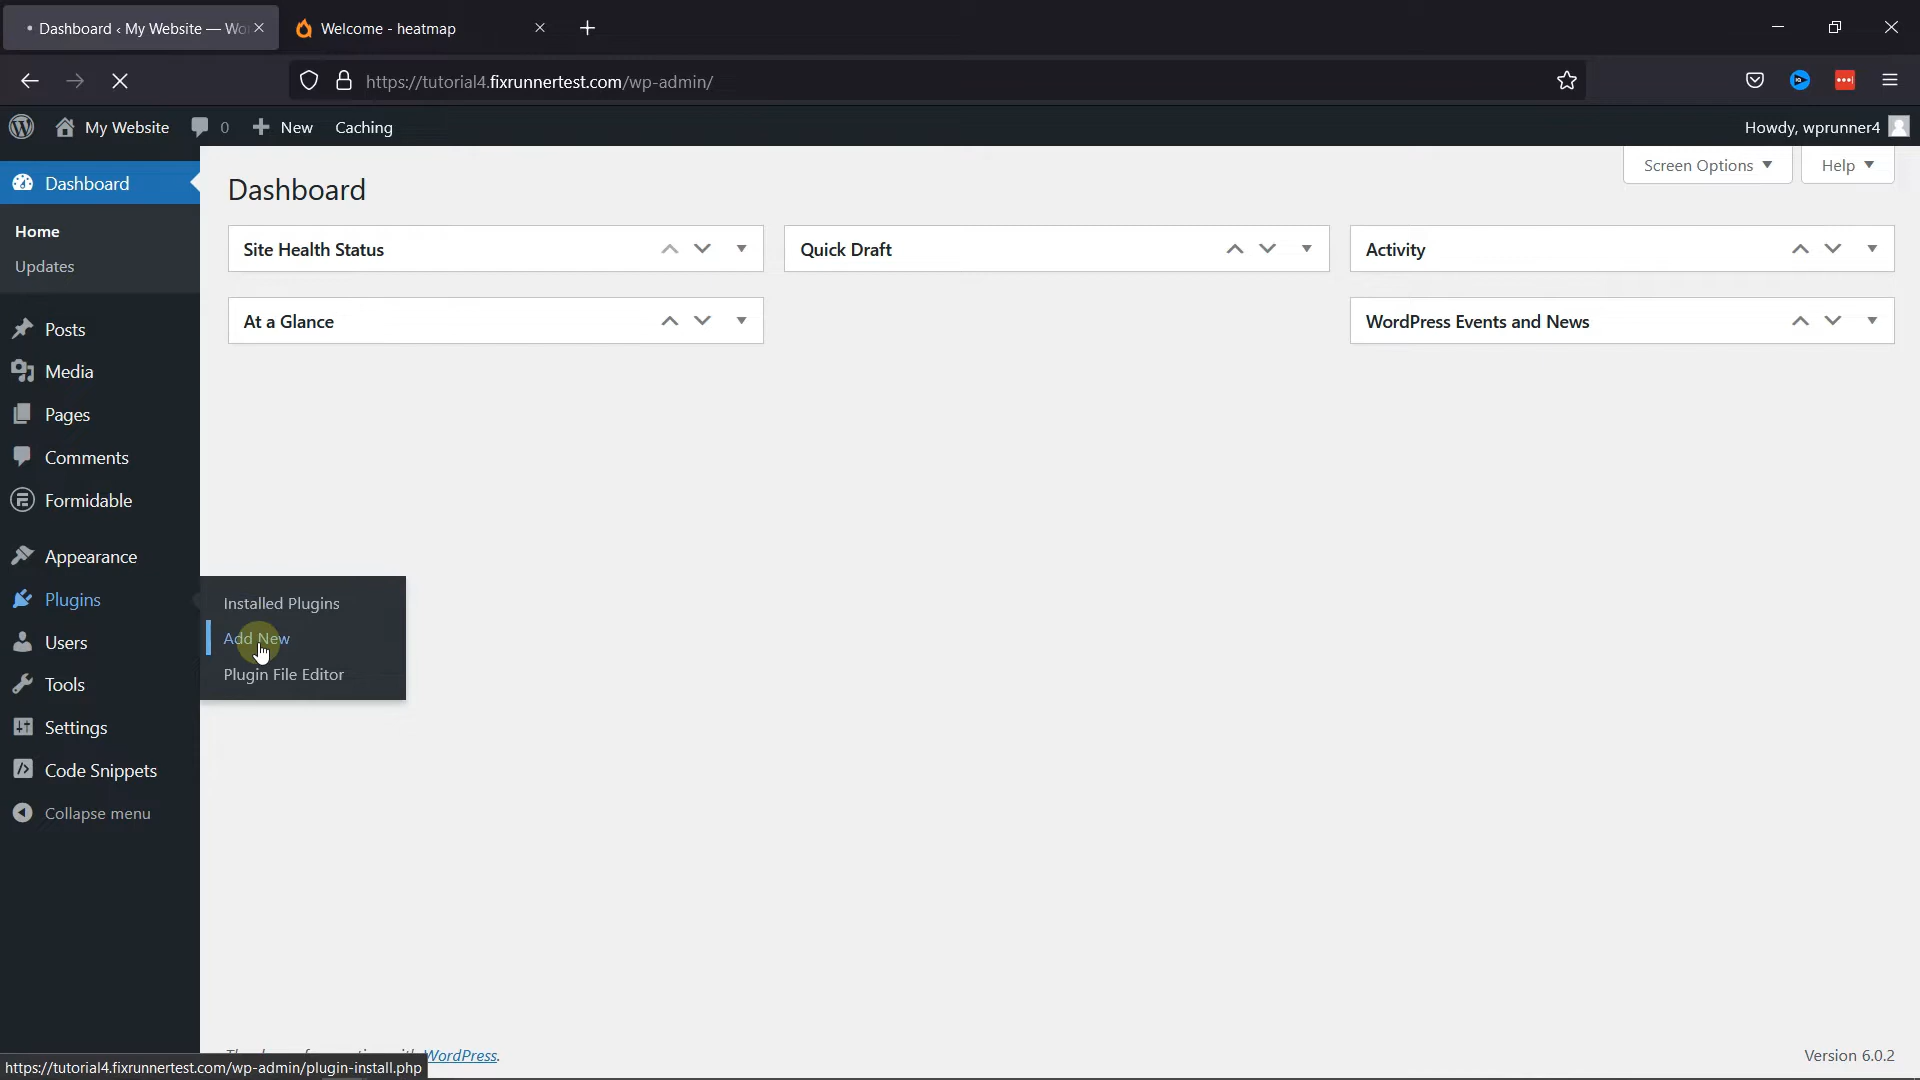 Dashboard ‹ My Website — Wo
Welcome - heatmap
https://tutorial4.fixrunnertest.com/wp-admin/
My Website
0
New
Caching
Howdy, wprunner4
Dashboard
Home
Updates
Posts
Media
Pages
Comments
Formidable
Appearance
Plugins
Users
Tools
Settings
Code Snippets
Collapse menu
Installed Plugins
Add New
Plugin File Editor
Dashboard
Screen Options
Help
Site Health Status
Quick Draft
Activity
At a Glance
WordPress Events and News
WordPress.
Version 6.0.2
https://tutorial4.fixrunnertest.com/wp-admin/plugin-install.php